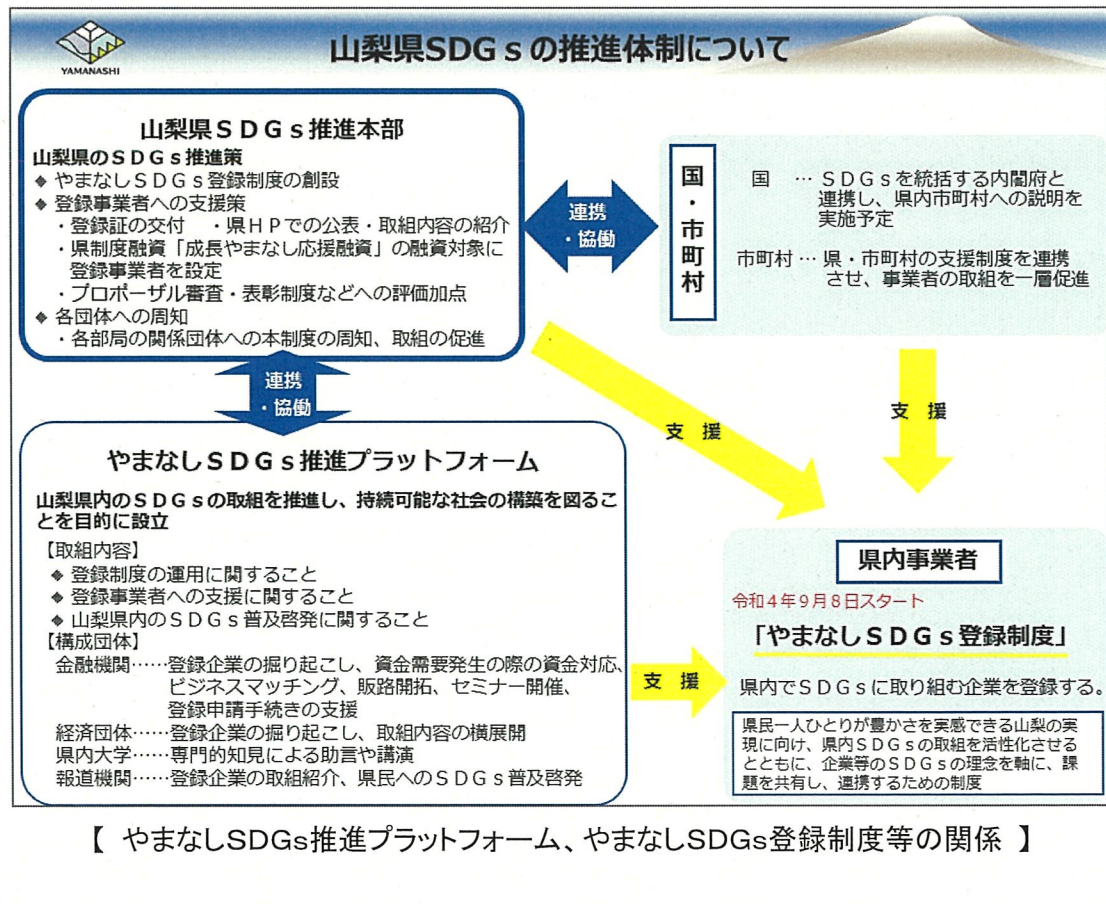 YAMANASHI
山梨県SDGｓの推進体制について
山梨県ＳＤＧｓ推進本部
山梨県のＳＤＧｓ推進策
◆ やまなしＳＤＧｓ登録制度の創設
◆ 登録事業者への支援策
・登録証の交付　・県ＨＰでの公表・取組内容の紹介
・県制度融資「成長やまなし応援融資」の融資対象に
登録事業者を設定
・プロポーザル審査・表彰制度などへの評価加点
◆ 各団体への周知
・各部局の関係団体への本制度の周知、取組の促進
連携
・協働
国・市町村
国　…ＳＤＧｓを統括する内閣府と
連携し、県内市町村への説明を
実施予定
市町村…県・市町村の支援制度を連携
させ、事業者の取組を一層促進
連携
・協働
支　援
支　援
やまなしＳＤＧｓ推進プラットフォーム
山梨県内のＳＤＧｓの取組を推進し、持続可能な社会の構築を図るこ
とを目的に設立
【取組内容】
◆ 登録制度の運用に関すること
◆ 登録事業者への支援に関すること
◆ 山梨県内のＳＤＧｓ普及啓発に関すること
【構成団体】
金融機関……登録企業の掘り起こし、資金需要発生の際の資金対応、
ビジネスマッチング、販路開拓、セミナー開催、
登録申請手続きの支援
経済団体……登録企業の掘り起こし、取組内容の横展開
県内大学……専門的知見による助言や講演
報道機関……登録企業の取組紹介、県民へのＳＤＧｓ普及啓発
支　援
県内事業者
令和４年９月８日スタート
「やまなしＳＤＧｓ登録制度」
県内でＳＤＧｓに取り組む企業を登録する。
県民一人ひとりが豊かさを実感できる山梨の実
現に向け、県内ＳＤＧｓの取組を活性化させる
とともに、企業等のＳＤＧｓの理念を軸に、課
題を共有し、連携するための制度
【 やまなしSDGs推進プラットフォーム、やまなしSDGs登録制度等の関係 】